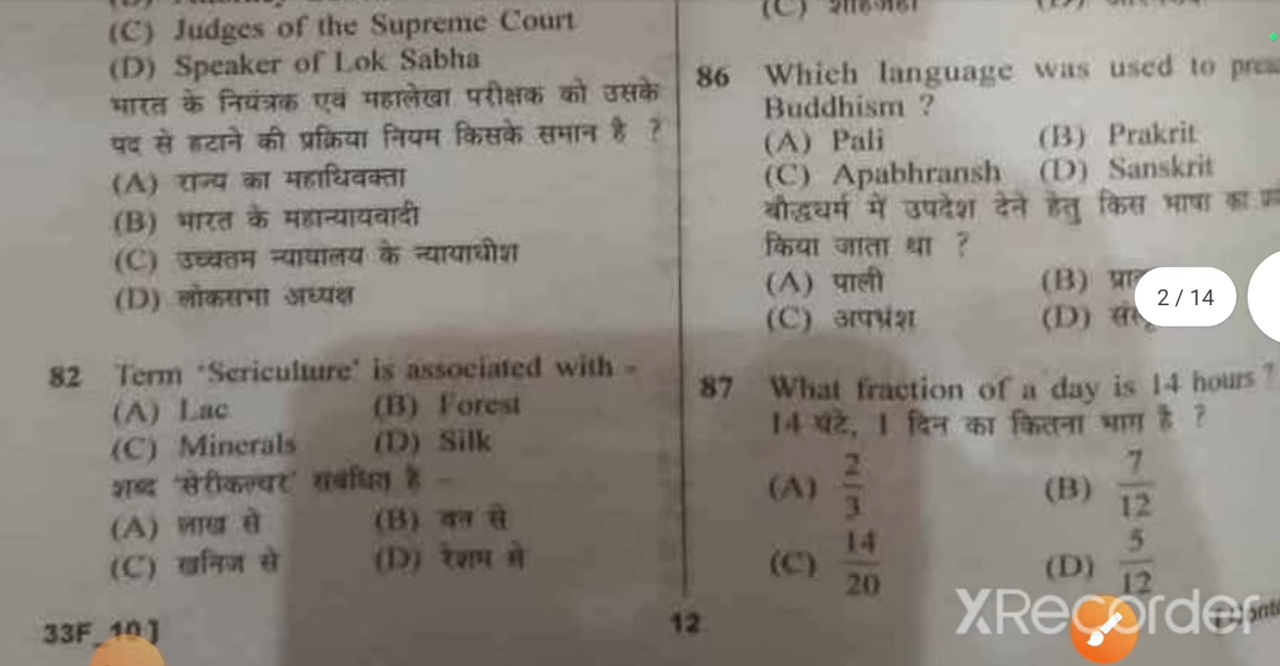 (C) Judges of the Supreme Court
(D) Speaker of Lok Sabha
भारत के नियंत्रक एवं महालेखा परीक्षक को उसके
पद से हटाने की प्रक्रिया नियम किसके समान है ?
(A) राज्य का महाधिवक्ता
(B) भारत के महान्यायवादी
(C) उच्चतम न्यायालय के न्यायाधीश
(D) लोकसभा अध्यक्ष
82 Term 'Sericulture' is associated with -
(A) Lac (B) Forest
(C) Minerals (D) Silk
शब्द 'सेरीकल्चर' संबंधित है -
(A) लाख से (B) वन से
(C) खनिज से (D) रेशम से
33F_10]
(C) शाहजहाँ (D)
86 Which language was used to
Buddhism ?
(A) Pali (B) Prakrit
(C) Apabhransh (D) Sanskrit
बौद्धधर्म में उपदेश देने हेतु किस भाषा का
किया जाता था ?
(A) पाली (B)
(C) अपभ्रंश (D)
2 / 14
87 What fraction of a day is 14 hours ?
14 घंटे, 1 दिन का कितना भाग है ?
(A) 2/3 (B) 7/12
(C) 14/20 (D) 5/12
12
XRecorder